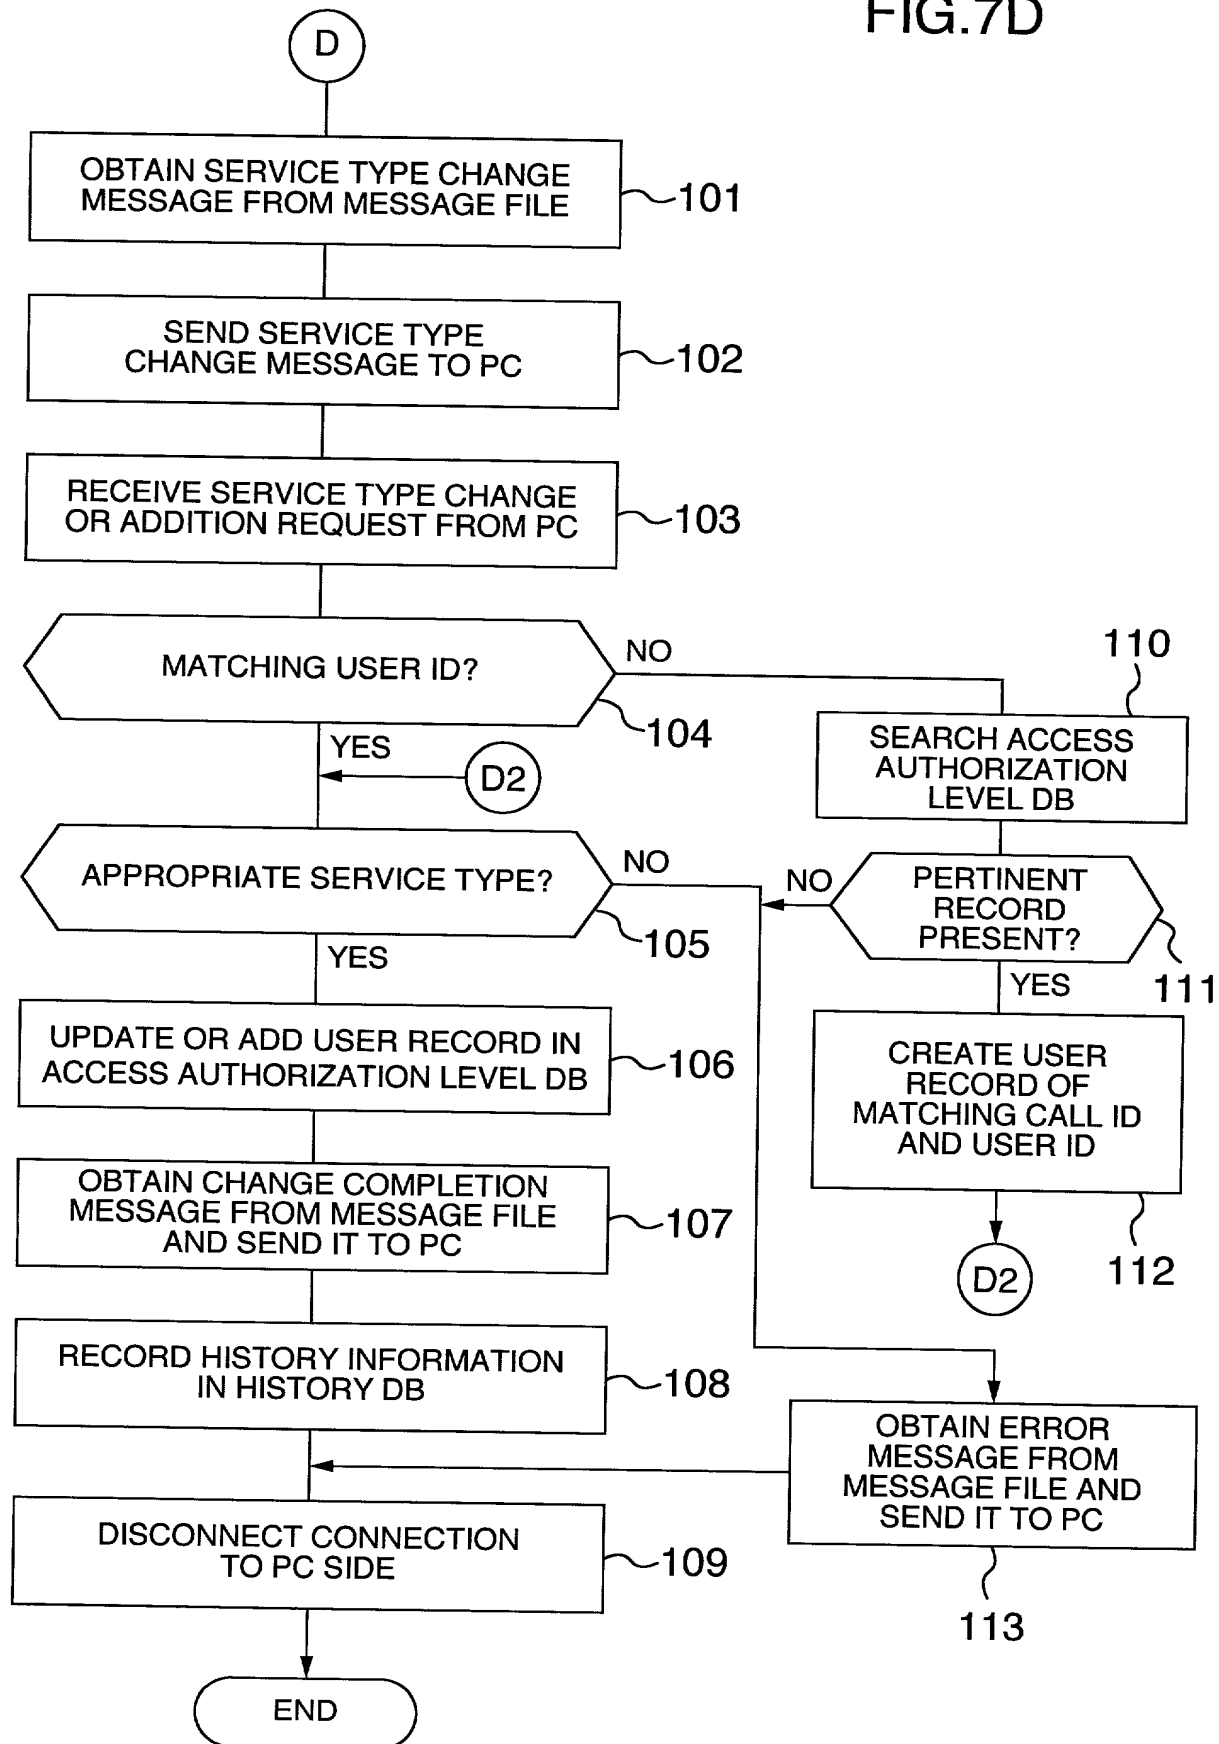 FIG.7D
D
OBTAIN SERVICE TYPE CHANGE
MESSAGE FROM MESSAGE FILE
101
SEND SERVICE TYPE
CHANGE MESSAGE TO PC
102
RECEIVE SERVICE TYPE CHANGE
OR ADDITION REQUEST FROM PC
103
MATCHING USER ID?
NO
104
YES
D2
110
SEARCH ACCESS
AUTHORIZATION
LEVEL DB
APPROPRIATE SERVICE TYPE?
NO
105
YES
NO
PERTINENT
RECORD
PRESENT?
111
YES
UPDATE OR ADD USER RECORD IN
ACCESS AUTHORIZATION LEVEL DB
106
CREATE USER
RECORD OF
MATCHING CALL ID
AND USER ID
112
D2
OBTAIN CHANGE COMPLETION
MESSAGE FROM MESSAGE FILE
AND SEND IT TO PC
107
RECORD HISTORY INFORMATION
IN HISTORY DB
108
OBTAIN ERROR
MESSAGE FROM
MESSAGE FILE AND
SEND IT TO PC
113
DISCONNECT CONNECTION
TO PC SIDE
109
END